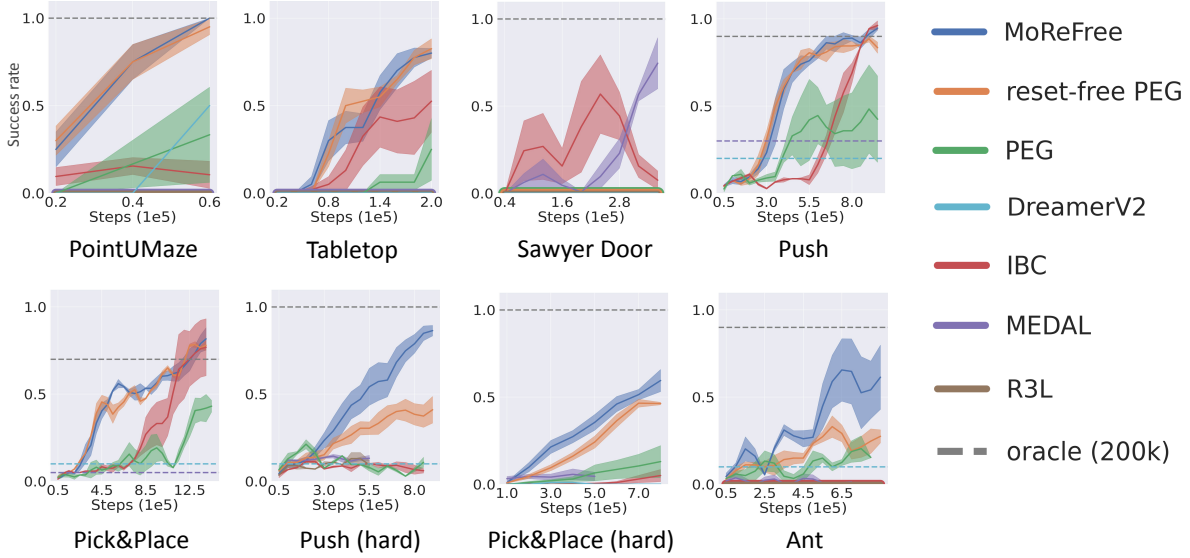 Success rate
1.0
0.5
0.0
0.2 0.4 0.6
Steps (1e5)
PointUMaze
1.0
0.5
0.0
0.2 0.8 1.4 2.0
Steps (1e5)
Tabletop
1.0
0.5
0.0
0.4 1.6 2.8
Steps (1e5)
Sawyer Door
1.0
0.5
0.0
0.5 3.0 5.5 8.0
Steps (1e5)
Push
MoReFree
reset-free PEG
PEG
DreamerV2
IBC
MEDAL
R3L
oracle (200k)
1.0
0.5
0.0
0.5 4.5 8.5 12.5
Steps (1e5)
Pick&Place
1.0
0.5
0.0
0.5 3.0 5.5 8.0
Steps (1e5)
Push (hard)
1.0
0.5
0.0
1.0 3.0 5.0 7.0
Steps (1e5)
Pick&Place (hard)
1.0
0.5
0.0
0.5 2.5 4.5 6.5
Steps (1e5)
Ant